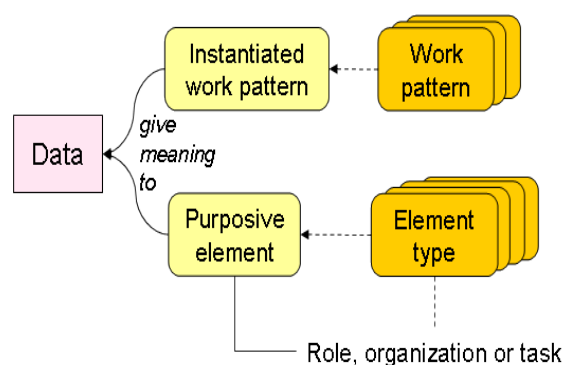 Instantiated
work pattern
Work
pattern
give
meaning
to
Data
Purposive
element
Element
type
Role, organization or task